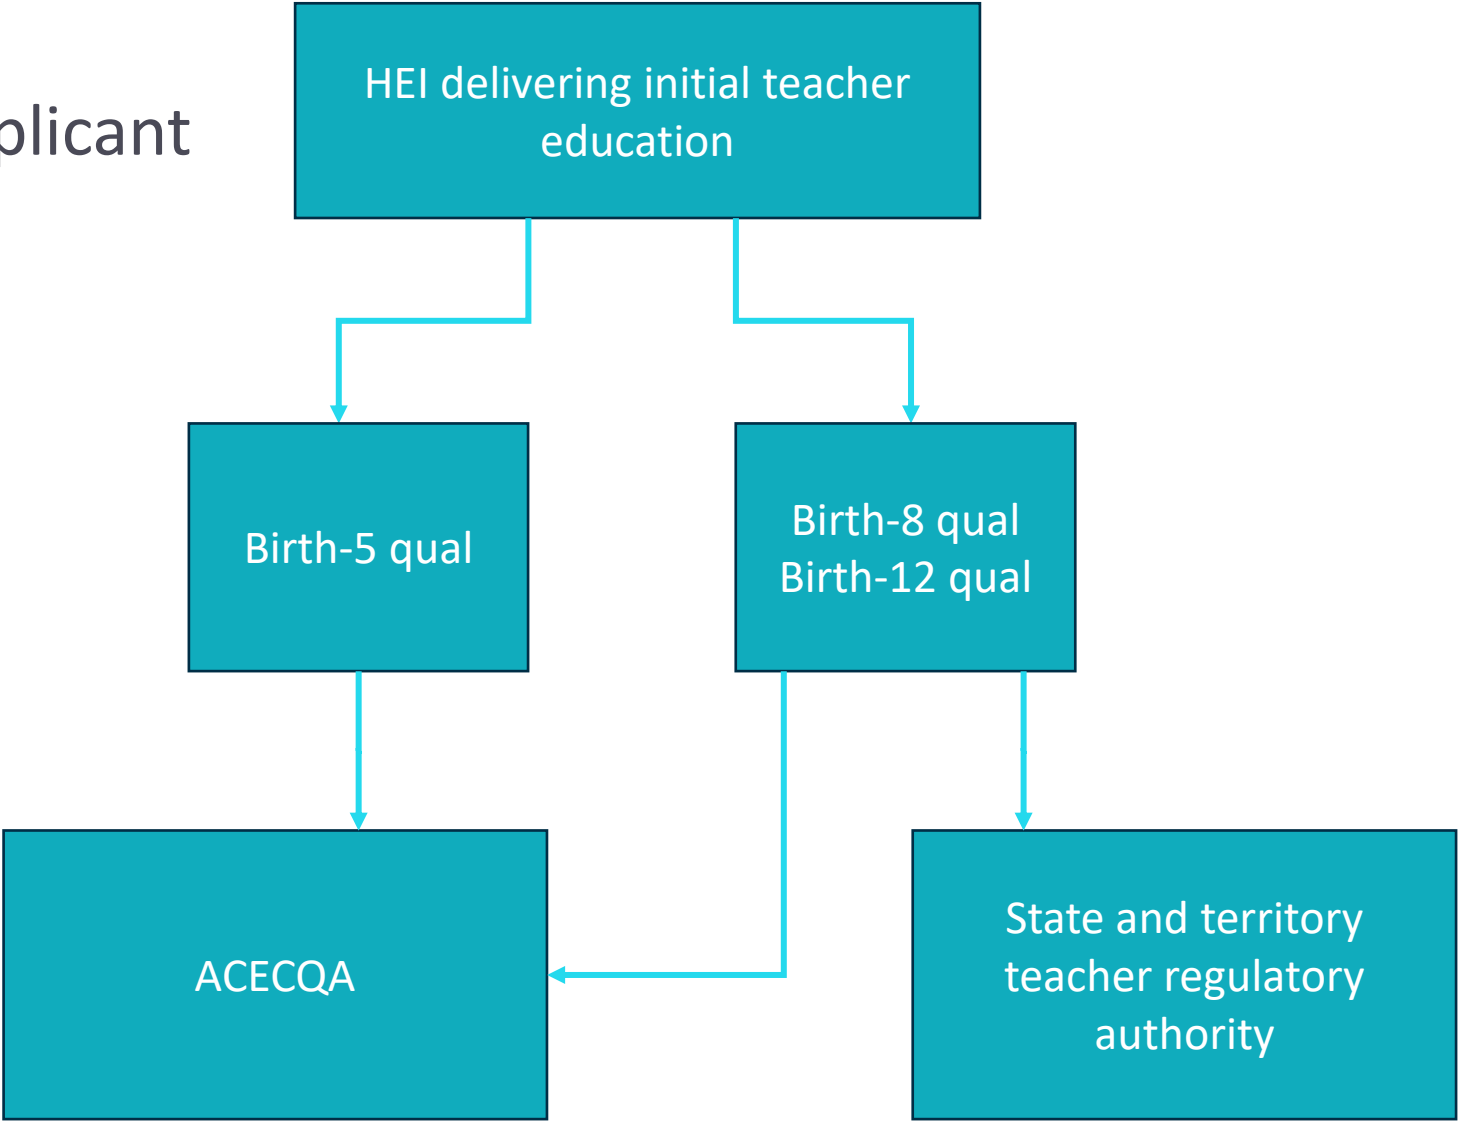 HEI delivering initial teacher
education
plicant
Birth-5 qual
Birth-8 qual
Birth-12 qual
ACECQA
State and territory
teacher regulatory
authority